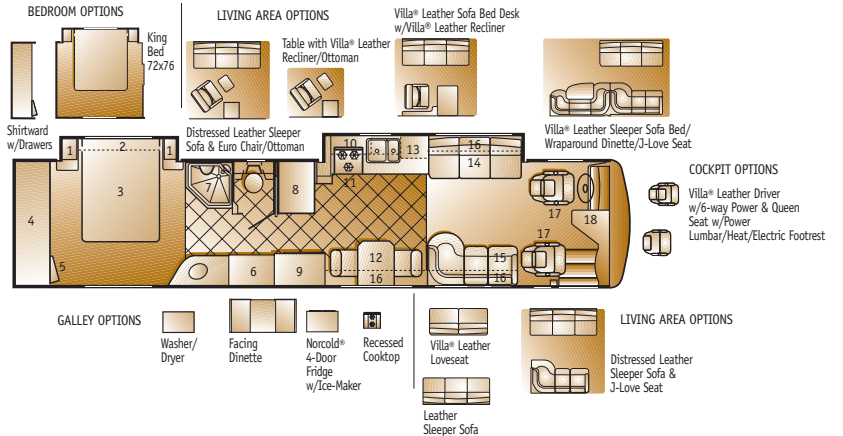 BEDROOM OPTIONS
King
Bed
72x76
Shirtward
w/Drawers
LIVING AREA OPTIONS
Distressed Leather Sleeper
Sofa & Euro Chair/Ottoman
Table with Villa® Leather
Recliner/Ottoman
Villa® Leather Sofa Bed Desk
w/Villa® Leather Recliner
Villa® Leather Sleeper Sofa Bed/
Wraparound Dinette/J-Love Seat
1
2
1
3
4
5
7
8
10
11
13
16
14
17
18
17
6
9
12
16
15
16
COCKPIT OPTIONS
Villa® Leather Driver
w/6-way Power & Queen
Seat w/Power
Lumbar/Heat/Electric Footrest
GALLEY OPTIONS
Washer/
Dryer
Facing
Dinette
Norcold®
4-Door
Fridge
w/Ice-Maker
Recessed
Cooktop
Villa® Leather
Loveseat
Leather
Sleeper Sofa
LIVING AREA OPTIONS
Distressed Leather
Sleeper Sofa &
J-Love Seat